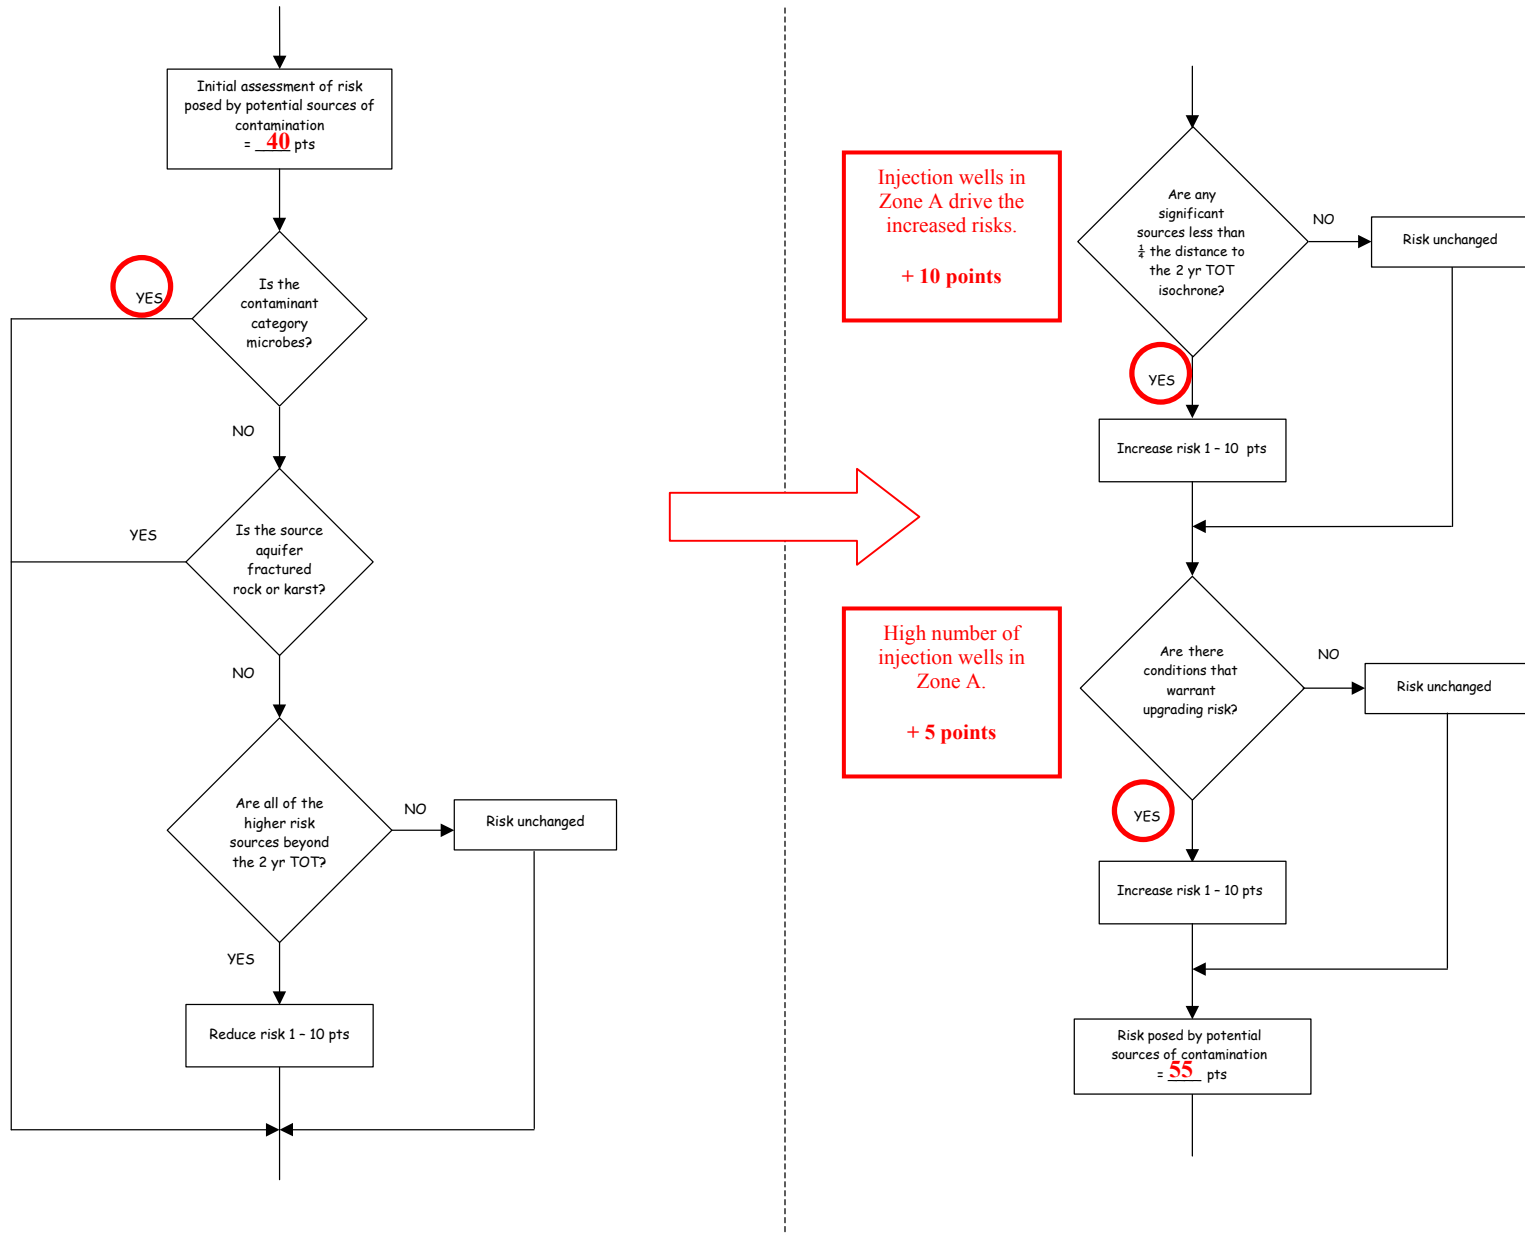 Initial assessment of risk
posed by potential sources of
contamination
= 40 pts
YES
Is the
contaminant
category
microbes?
NO
YES
Is the source
aquifer
fractured
rock or karst?
NO
Are all of the
higher risk
sources beyond
the 2 yr TOT?
NO
Risk unchanged
YES
Reduce risk 1 – 10 pts
Injection wells in
Zone A drive the
increased risks.
+ 10 points
Are any
significant
sources less than
¼ the distance to
the 2 yr TOT
isochrone?
NO
Risk unchanged
YES
Increase risk 1 – 10 pts
High number of
injection wells in
Zone A.
+ 5 points
Are there
conditions that
warrant
upgrading risk?
NO
Risk unchanged
YES
Increase risk 1 – 10 pts
Risk posed by potential
sources of contamination
= 55 pts